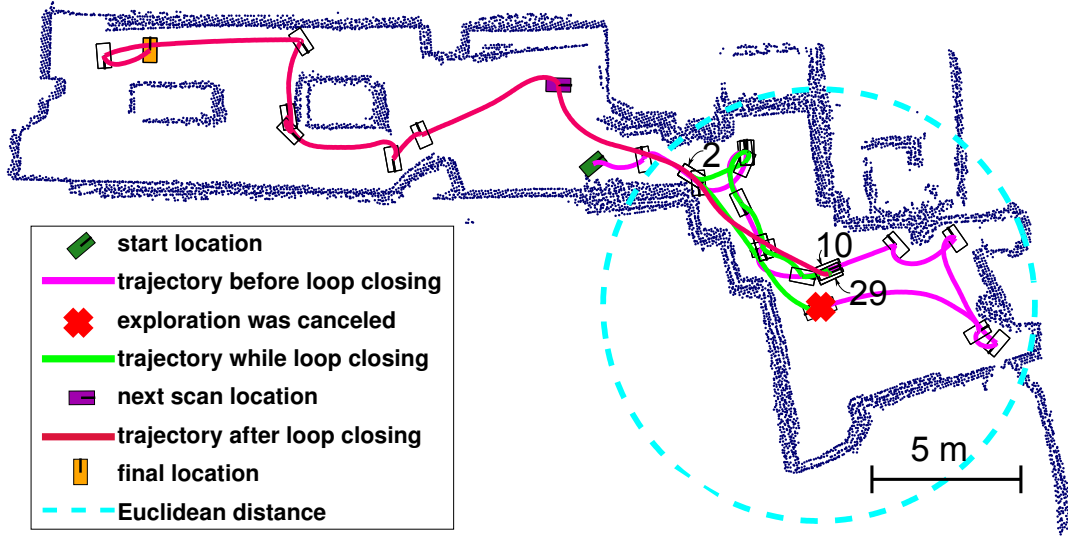 2
10
29
5 m
start location
trajectory before loop closing
exploration was canceled
trajectory while loop closing
next scan location
trajectory after loop closing
final location
Euclidean distance